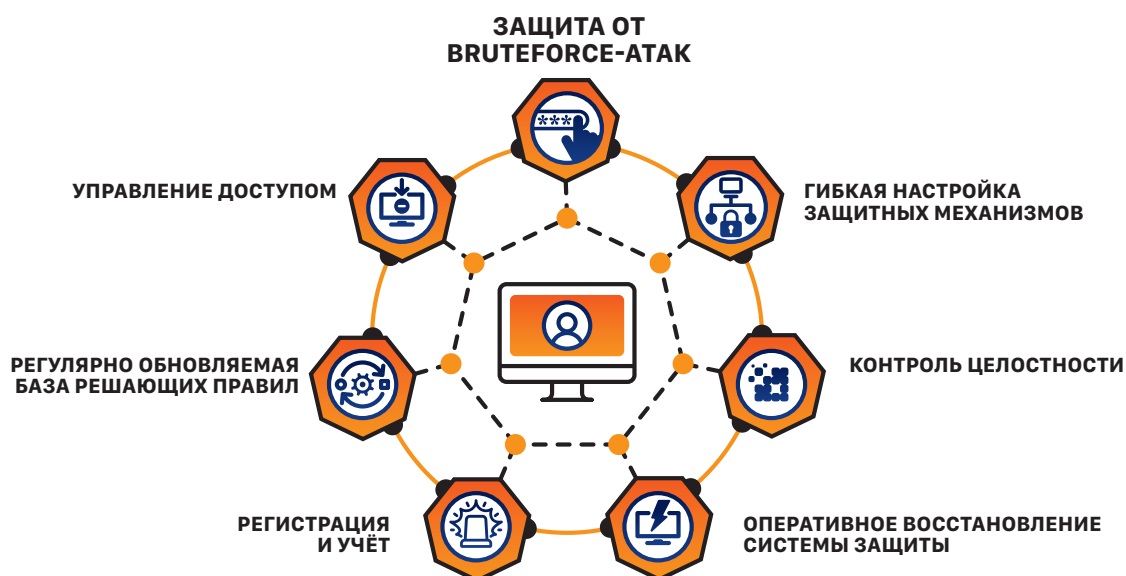 ЗАЩИТА ОТ
BRUTEFORCE-АТАК
УПРАВЛЕНИЕ ДОСТУПОМ
ГИБКАЯ НАСТРОЙКА
ЗАЩИТНЫХ МЕХАНИЗМОВ
РЕГУЛЯРНО ОБНОВЛЯЕМАЯ
БАЗА РЕШАЮЩИХ ПРАВИЛ
КОНТРОЛЬ ЦЕЛОСТНОСТИ
РЕГИСТРАЦИЯ
И УЧЁТ
ОПЕРАТИВНОЕ ВОССТАНОВЛЕНИЕ
СИСТЕМЫ ЗАЩИТЫ